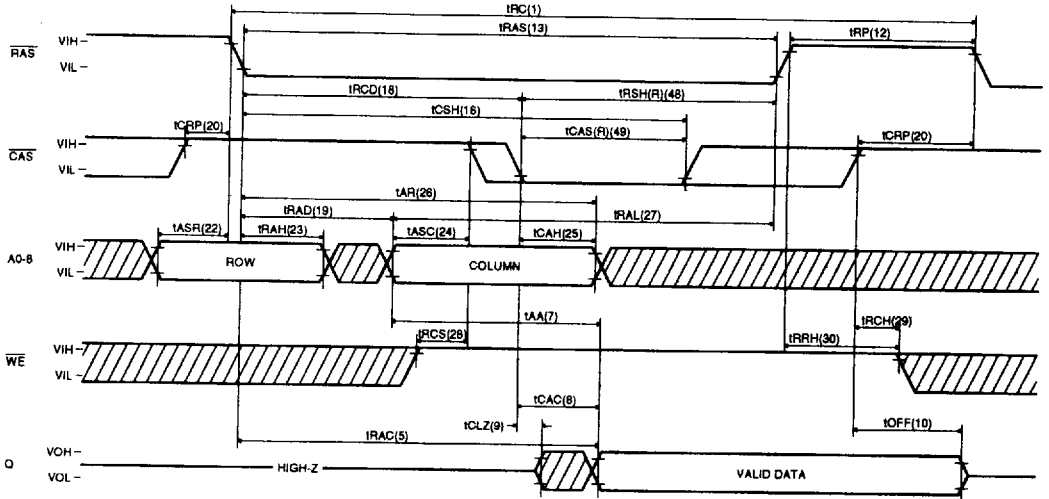 tRC(1)
tRAS(13)
tRP(12)
RAS
VIH
VIL
tRCD(18)
tRSH(R)(48)
tCSH(16)
tCRP(20)
tCAS(R)(49)
tCRP(20)
CAS
VIH
VIL
tAR(26)
tRAD(19)
tRAL(27)
tASR(22)
tRAH(23)
tASC(24)
tCAH(25)
A0-8
VIH
VIL
ROW
COLUMN
tAA(7)
tRCS(28)
tRCH(29)
tRRH(30)
WE
VIH
VIL
tCAC(8)
tCLZ(9)
tOFF(10)
tRAC(5)
Q
VOH
VOL
HIGH-Z
VALID DATA